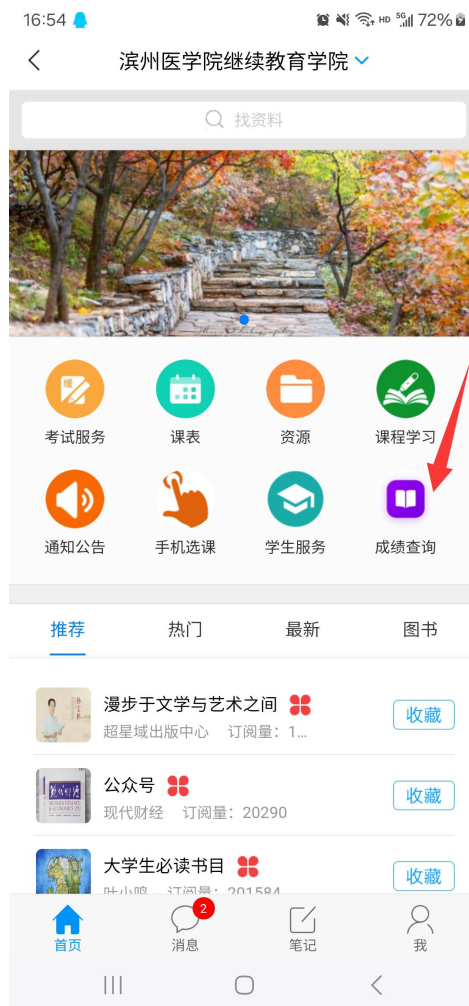 16:54 HD 5G 72%
滨州医学院继续教育学院
找资料
考试服务 课表 资源 课程学习
通知公告 手机选课 学生服务 成绩查询
推荐 热门 最新 图书
漫步于文学与艺术之间
收藏
超星域出版中心 订阅量：1...
公众号
收藏
现代财经 订阅量：20290
大学生必读书目
收藏
叶小鸣 订阅量：201584
2
首页 消息 笔记 我